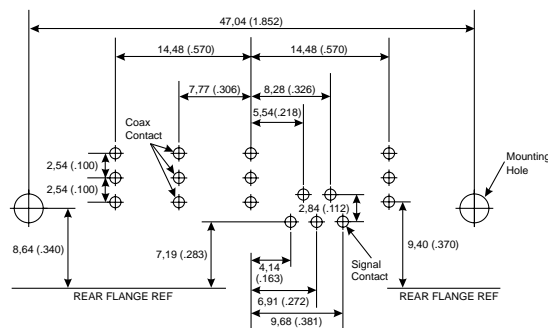 47,04 (1.852)
14,48 (.570)
14,48 (.570)
7,77 (.306)
8,28 (.326)
5,54(.218)
Coax
Contact
2,54 (.100)
2,54 (.100)
Mounting
Hole
2,84 (.112)
8,64 (.340)
7,19 (.283)
9,40 (.370)
4,14
(.163)
Signal
Contact
6,91 (.272)
9,68 (.381)
REAR FLANGE REF
REAR FLANGE REF